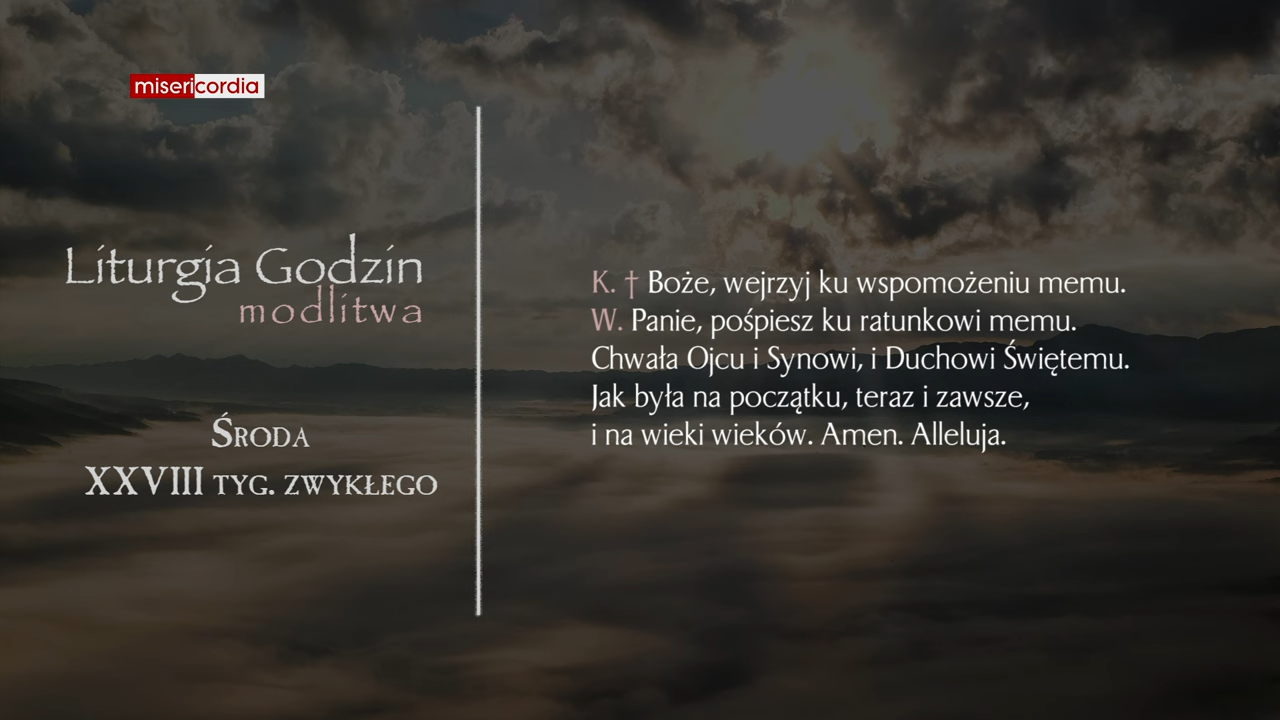 misericordia
Liturgia Godzin
modlitwa
Środa
XXVIII tyg. zwykłego
K. † Boże, wejrzyj ku wspomożeniu memu.
W. Panie, pośpiesz ku ratunkowi memu.
Chwała Ojcu i Synowi, i Duchowi Świętemu.
Jak była na początku, teraz i zawsze,
i na wieki wieków. Amen. Alleluja.